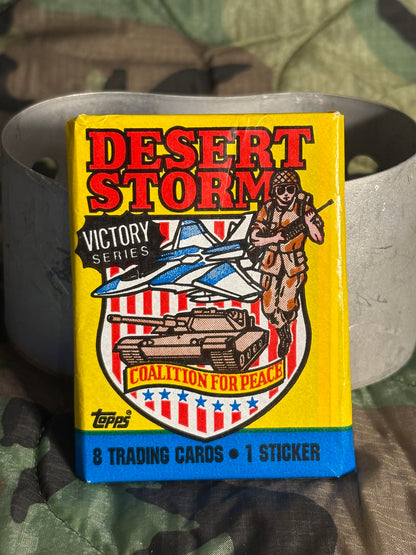 DESERT
STORM
VICTORY
SERIES
COALITION FOR PEACE
topps®
8 TRADING CARDS • 1 STICKER